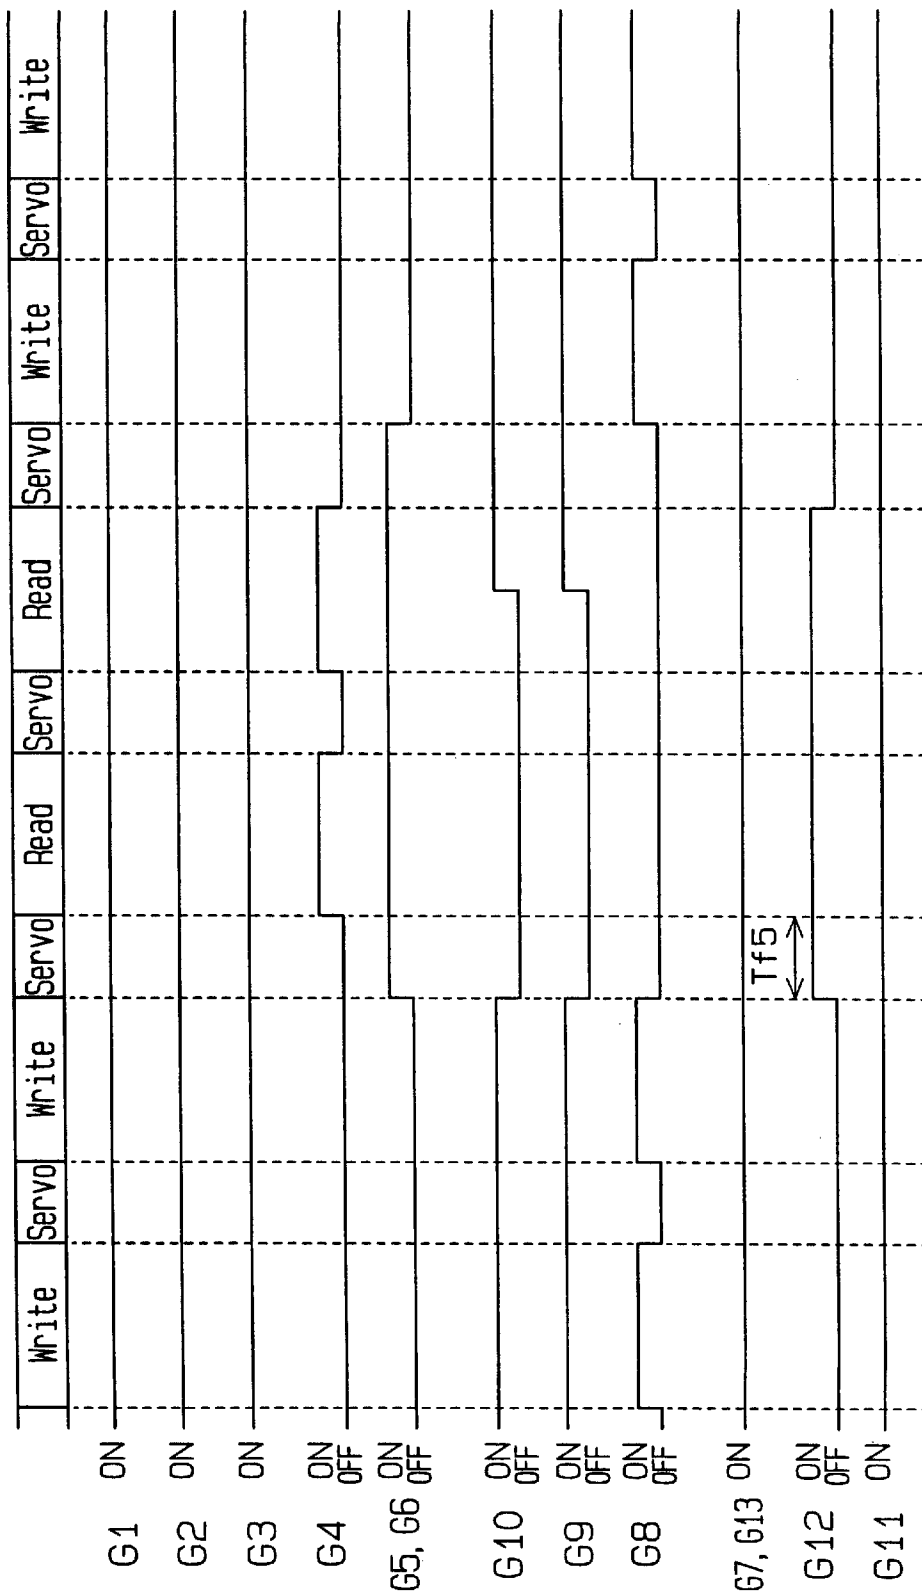 Write Servo Write Servo Read Servo Read Servo Write Servo Write
G1 ON
G2 ON
G3 ON
G4 ON
OFF
G5, G6 ON
OFF
G10 ON
OFF
G9 ON
OFF
G8 ON
OFF
G7, G13 ON
Tf5
G12 ON
OFF
G11 ON